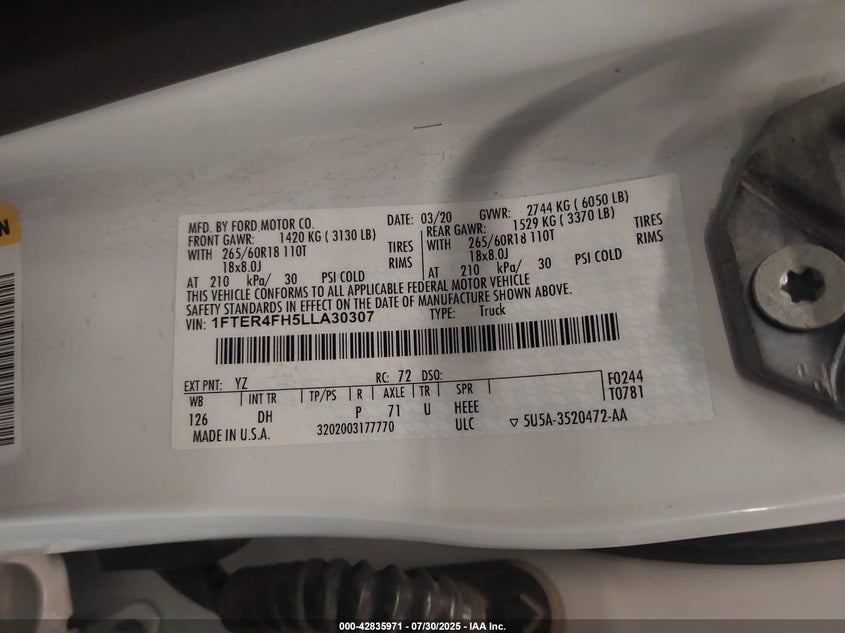 N
MFD. BY FORD MOTOR CO.
DATE: 03/20
GVWR: 2744 KG ( 6050 LB)
FRONT GAWR: 1420 KG ( 3130 LB)
REAR GAWR: 1529 KG ( 3370 LB)
WITH 265/60R18 110T TIRES
WITH 265/60R18 110T TIRES
18x8.0J RIMS
18x8.0J RIMS
AT 210 kPa/ 30 PSI COLD
AT 210 kPa/ 30 PSI COLD
THIS VEHICLE CONFORMS TO ALL APPLICABLE FEDERAL MOTOR VEHICLE
SAFETY STANDARDS IN EFFECT ON THE DATE OF MANUFACTURE SHOWN ABOVE.
VIN: 1FTER4FH5LLA30307
TYPE: Truck
EXT PNT: YZ RC: 72 DSO:
F0244
WB INT TR TP/PS R AXLE TR SPR
T0781
126 DH P 71 U HEEE
MADE IN U.S.A. 3202003177770 ULC ▽ 5U5A-3520472-AA
000-42835971 - 07/30/2025 - IAA Inc.